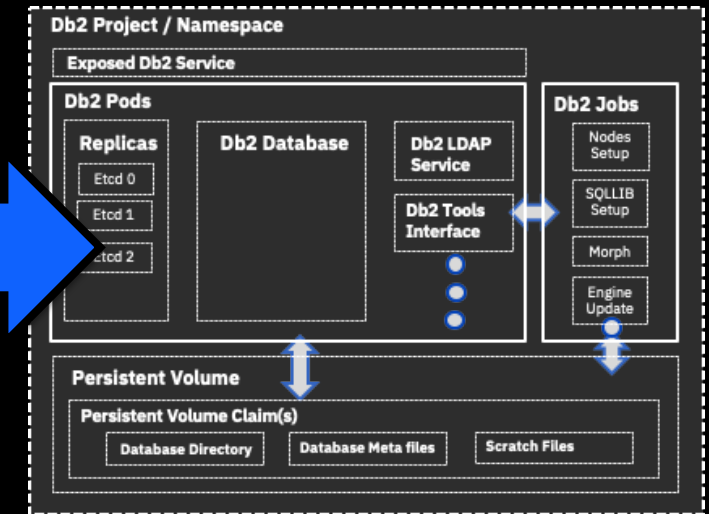 Db2 Project / Namespace
Exposed Db2 Service
Db2 Pods
Replicas
Etcd 0
Etcd 1
Etcd 2
Db2 Database
Db2 LDAP
Service
Db2 Tools
Interface
Db2 Jobs
Nodes
Setup
SQLLIB
Setup
Morph
Engine
Update
Persistent Volume
Persistent Volume Claim(s)
Database Directory
Database Meta files
Scratch Files